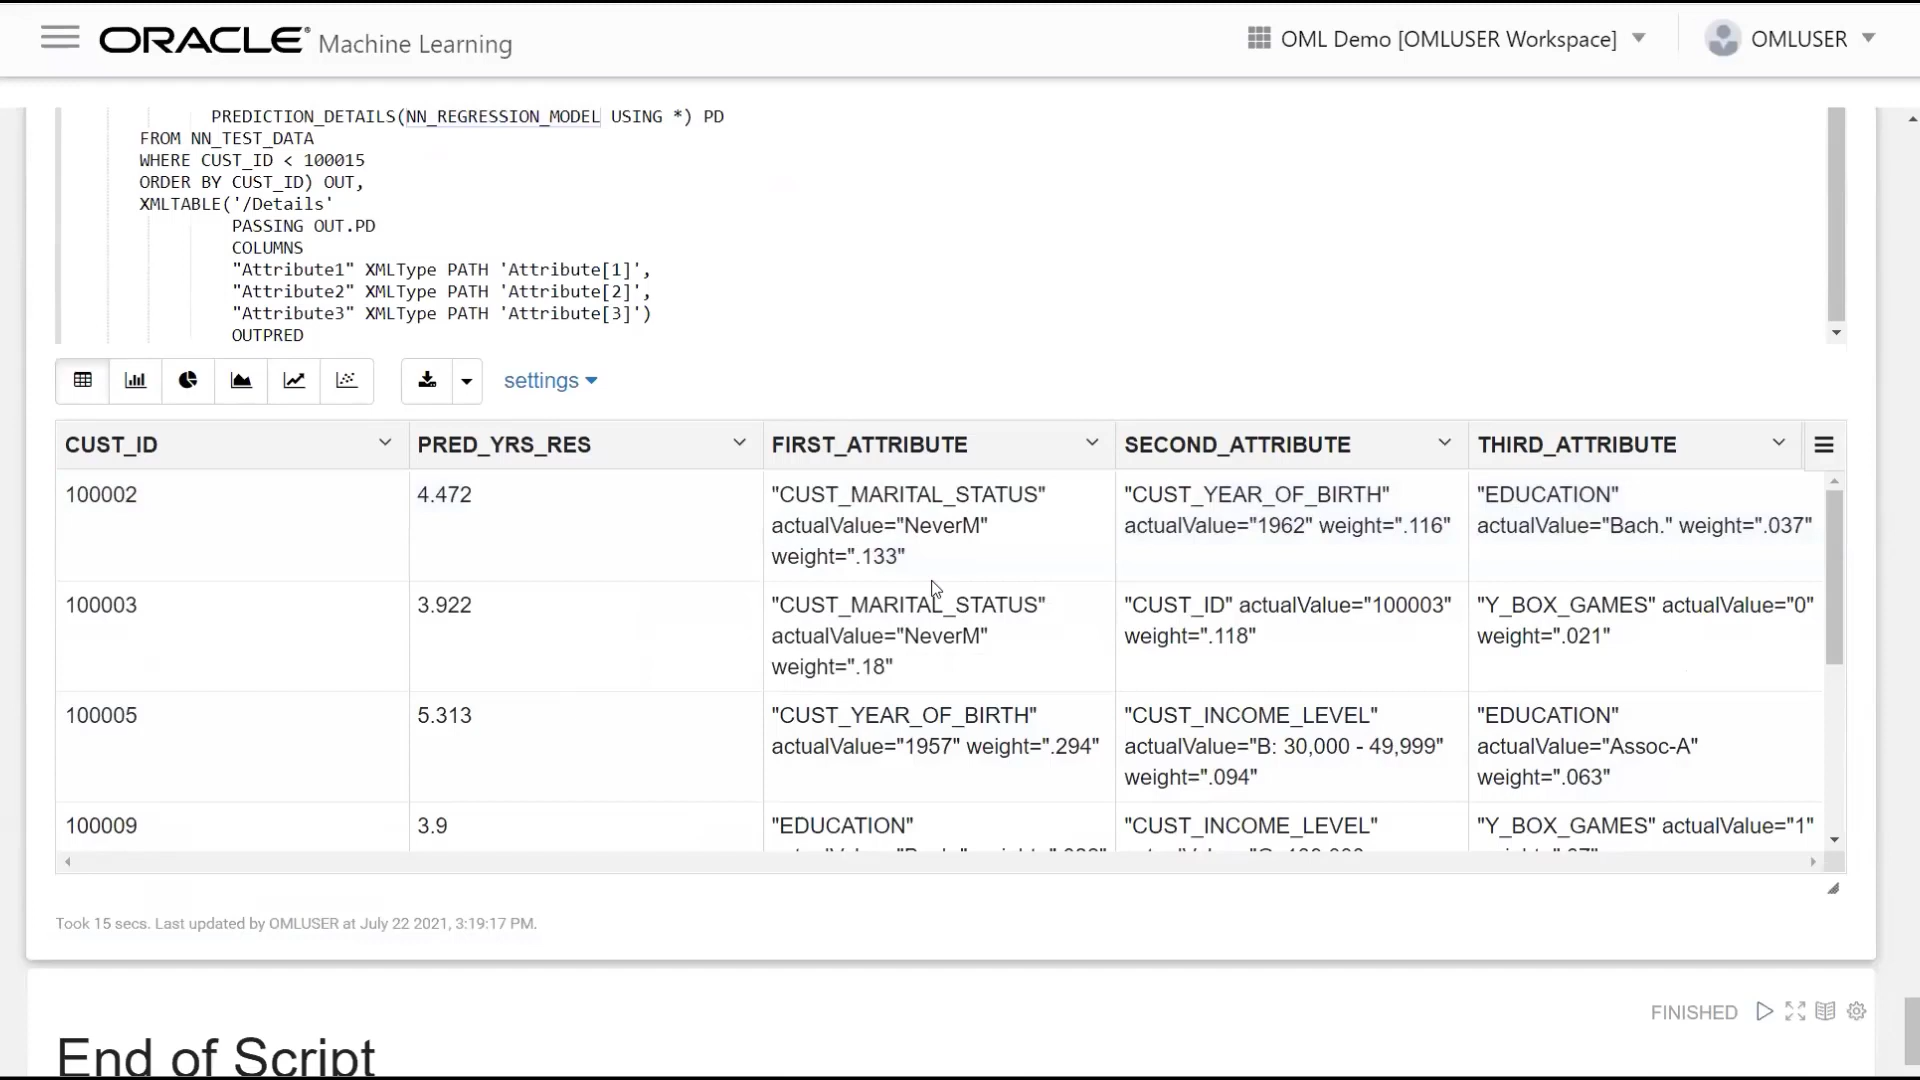 ORACLE Machine Learning
OML Demo [OMLUSER Workspace]
OMLUSER
PREDICTION_DETAILS(NN_REGRESSION_MODEL USING *) PD
FROM NN_TEST_DATA
WHERE CUST_ID < 100015
ORDER BY CUST_ID) OUT,
XMLTABLE('/Details'
PASSING OUT.PD
COLUMNS
"Attribute1" XMLType PATH 'Attribute[1]',
"Attribute2" XMLType PATH 'Attribute[2]',
"Attribute3" XMLType PATH 'Attribute[3]')
OUTPRED
settings
CUST_ID PRED_YRS_RES FIRST_ATTRIBUTE SECOND_ATTRIBUTE THIRD_ATTRIBUTE
100002 4.472 "CUST_MARITAL_STATUS" "CUST_YEAR_OF_BIRTH" "EDUCATION"
actualValue="NeverM" actualValue="1962" weight=".116" actualValue="Bach." weight=".037"
weight=".133"
100003 3.922 "CUST_MARITAL_STATUS" "CUST_ID" actualValue="100003" "Y_BOX_GAMES" actualValue="0"
actualValue="NeverM" weight=".118" weight=".021"
weight=".18"
100005 5.313 "CUST_YEAR_OF_BIRTH" "CUST_INCOME_LEVEL" "EDUCATION"
actualValue="1957" weight=".294" actualValue="B: 30,000 - 49,999" actualValue="Assoc-A"
weight=".094" weight=".063"
100009 3.9 "EDUCATION" "CUST_INCOME_LEVEL" "Y_BOX_GAMES" actualValue="1"
Took 15 secs. Last updated by OMLUSER at July 22 2021, 3:19:17 PM.
FINISHED
End of Script